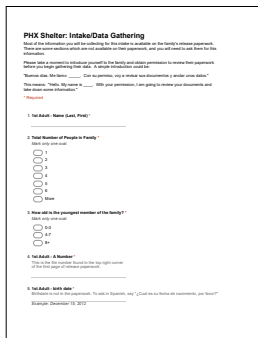 PHX Shelter: Intake/Data Gathering
Most of the information you will be collecting for this intake is available on the family's release paperwork.
There are some sections which are not available on their paperwork, and you will need to ask them for this
information.
Please take a moment to introduce yourself to the family and obtain permission to review their paperwork
before you begin gathering their data. A simple introduction could be:
"Buenos dias. Me llamo _____. Con su permiso, voy a revisar sus documentos y anotar unos datos."
This means: "Hello. My name is ____. With your permission, I am going to review your documents and
take down some information."
* Required
1. 1st Adult - Name (Last, First) *
2. Total Number of People in Family *
Mark only one oval.
1
2
3
4
5
6
More
3. How old is the youngest member of the family? *
Mark only one oval.
0-3
4-7
8+
4. 1st Adult - A Number *
This is the file number found in the top right corner
of the first page of release paperwork.
5. 1st Adult - birth date *
Birthdate is not in the paperwork. To ask in Spanish, say "¿Cual es su fecha de nacimiento, por favor?"
Example: December 15, 2012